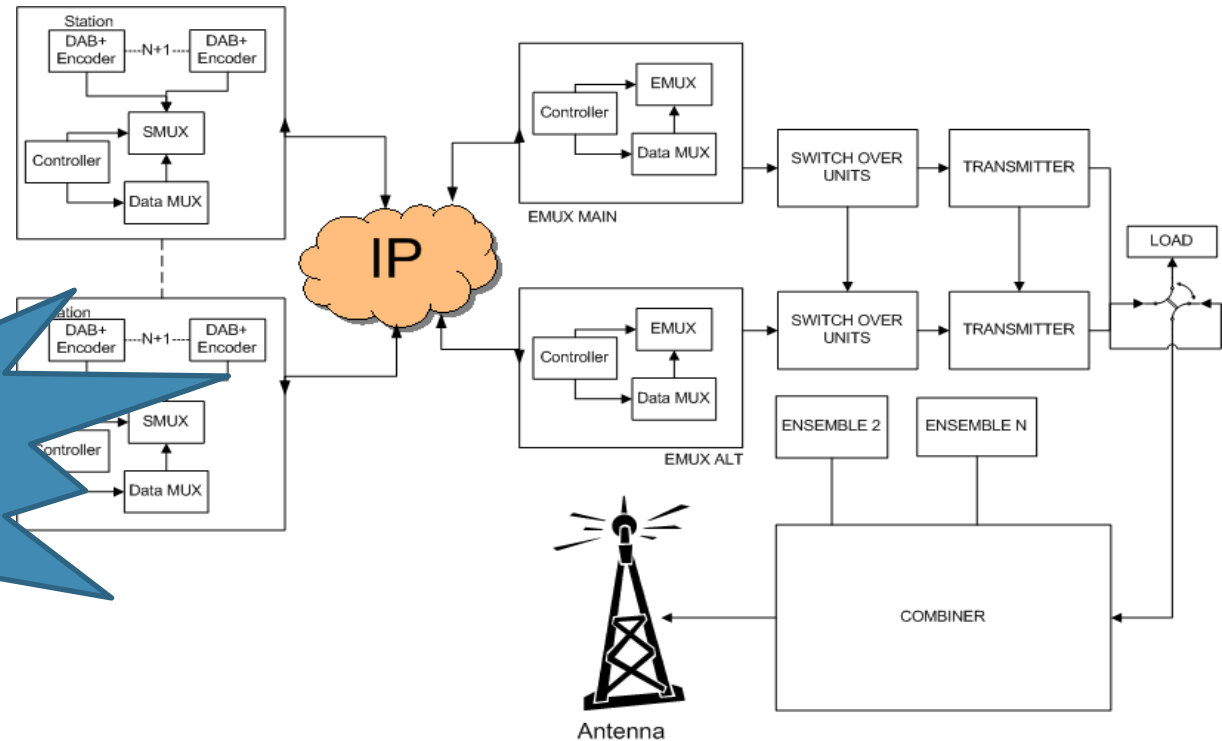 Station
DAB+
Encoder
N+1
DAB+
Encoder
SMUX
Controller
Data MUX
ation
DAB+
Encoder
N+1
DAB+
Encoder
SMUX
Controller
Data MUX
IP
EMUX
Controller
Data MUX
EMUX MAIN
EMUX
Controller
Data MUX
EMUX ALT
SWITCH OVER
UNITS
TRANSMITTER
SWITCH OVER
UNITS
TRANSMITTER
LOAD
ENSEMBLE 2
ENSEMBLE N
COMBINER
Antenna